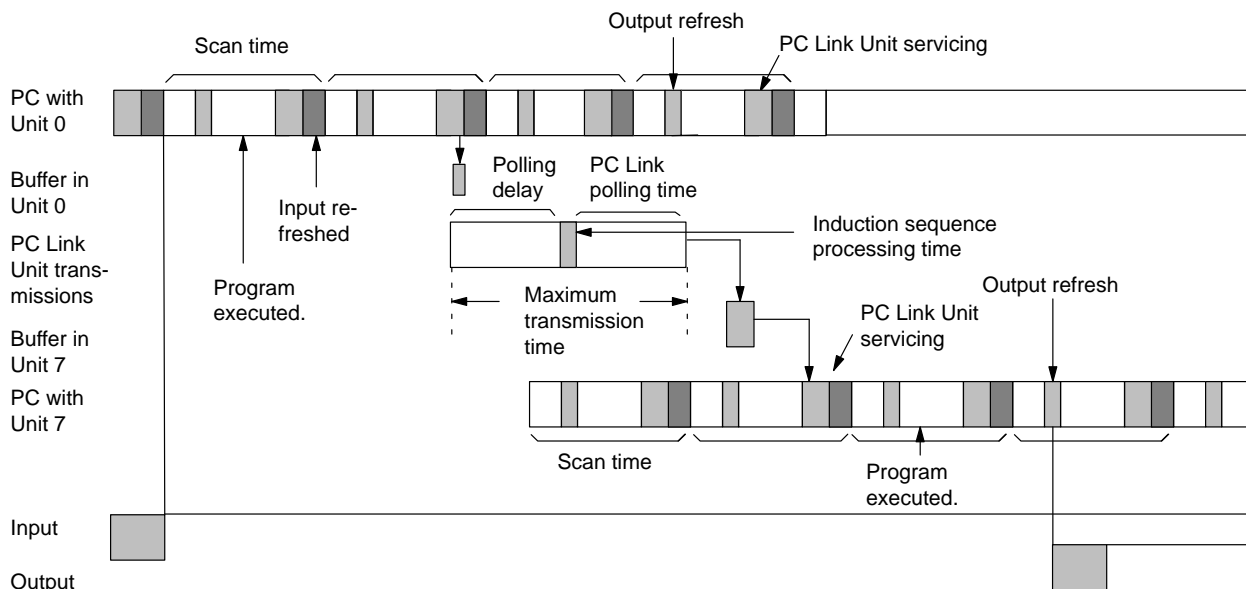 Output refresh
Scan time
PC Link Unit servicing
PC with
Unit 0
Buffer in
Unit 0
Polling
delay
PC Link
polling time
Input re-
freshed
Induction sequence
processing time
PC Link
Unit trans-
missions
Program
executed.
Maximum
transmission
time
Output refresh
PC Link Unit
servicing
Buffer in
Unit 7
PC with
Unit 7
Scan time
Program
executed.
Input
Output